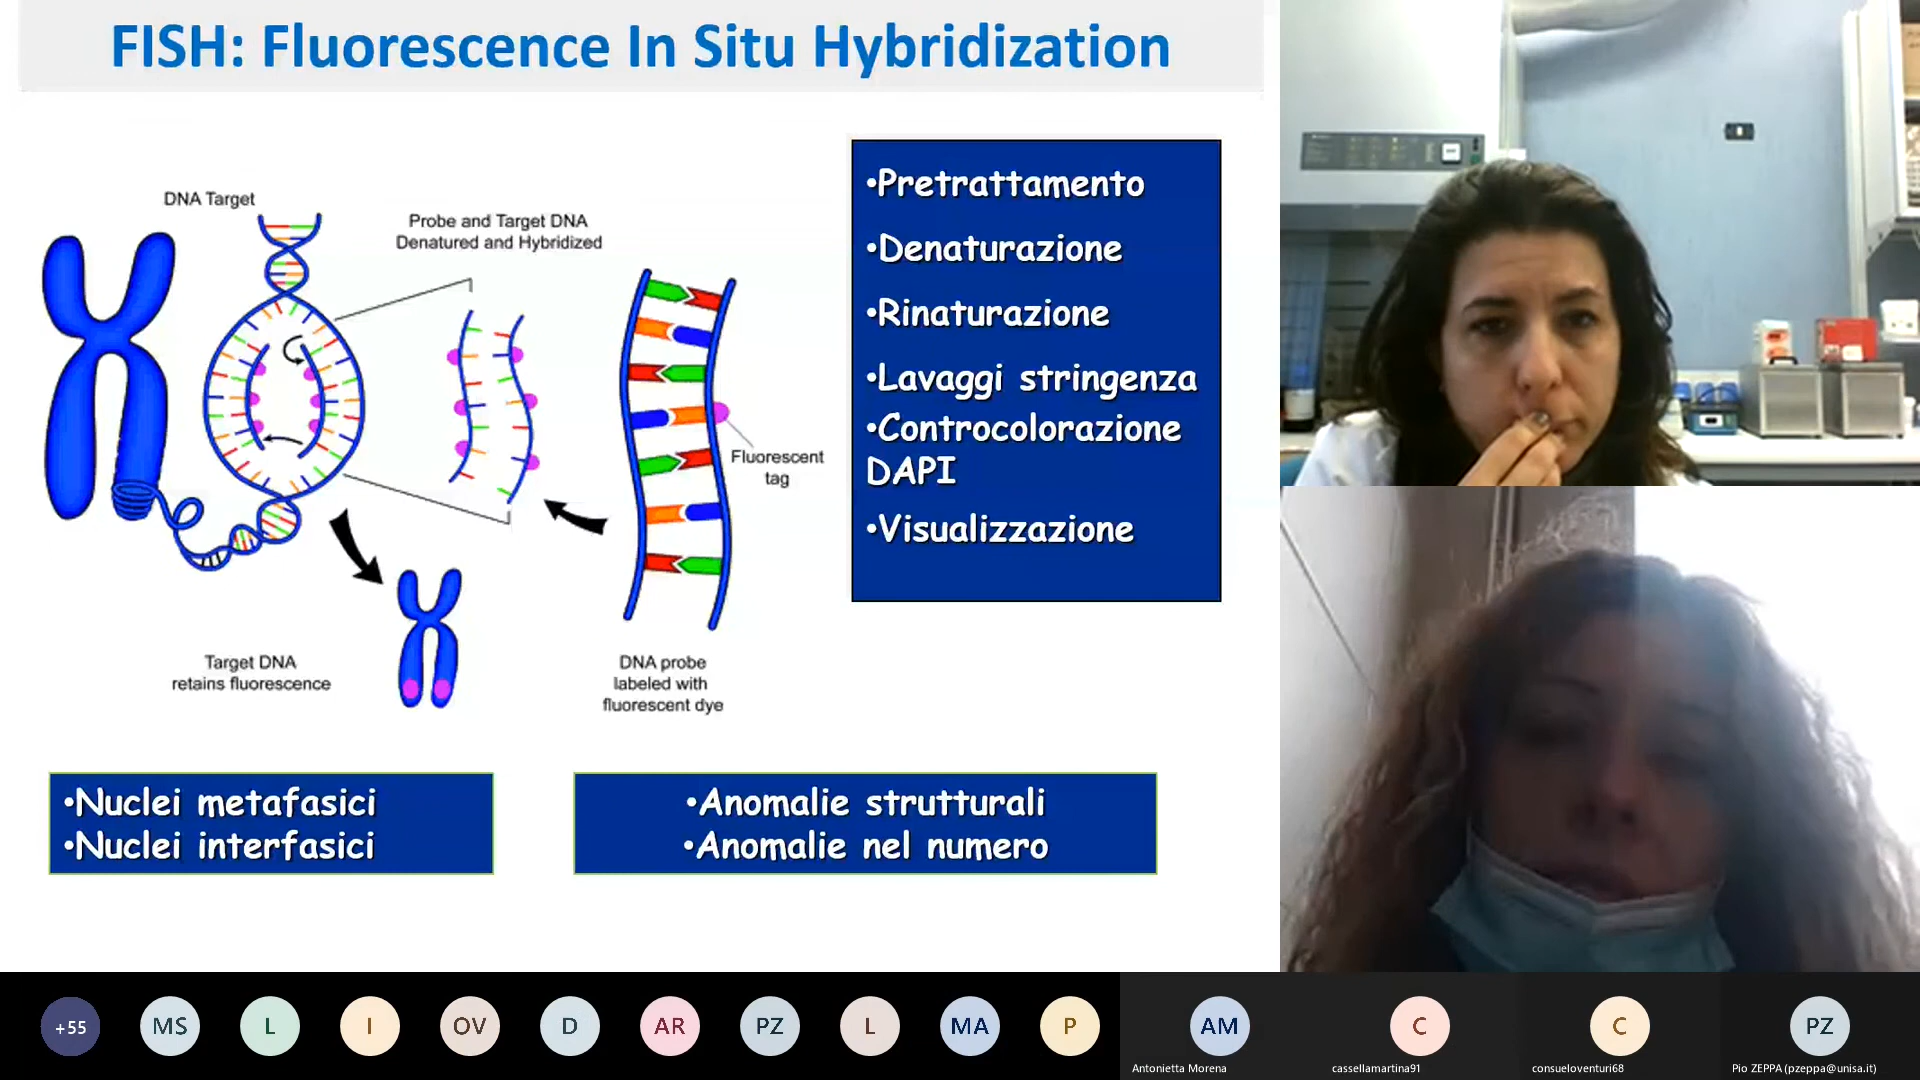 FISH: Fluorescence In Situ Hybridization
DNA Target
Probe and Target DNA
Denatured and Hybridized
Fluorescent
tag
Target DNA
retains fluorescence
DNA probe
labeled with
fluorescent dye
•Pretrattamento
•Denaturazione
•Rinaturazione
•Lavaggi stringenza
•Controcolorazione
DAPI
•Visualizzazione
•Nuclei metafasici
•Nuclei interfasici
•Anomalie strutturali
•Anomalie nel numero
+55
MS
L
I
OV
D
AR
PZ
L
MA
P
AM
C
C
PZ
Antonietta Morena
cassellamartina91
consueloventuri68
Pio ZEPPA (pzeppa@unisa.it)